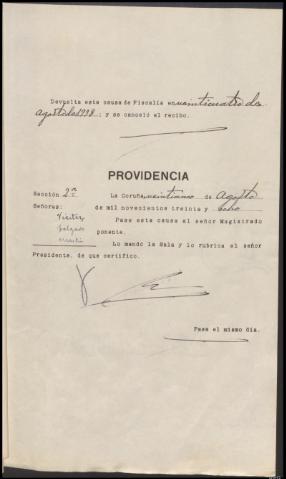 Devuelta esta causa de Fiscalía en veinticuatro de
agosto de 1938.; y se canceló el recibo.
PROVIDENCIA
Sección 2ª La Coruña, veinticinco de agosto
Señores: de mil novecientos treinta y ocho
Pase esta causa al señor Magistrado
ponente.
Lo mandó la Sala y lo rubrica el señor
Presidente, de que certifico.
Pasa el mismo día.